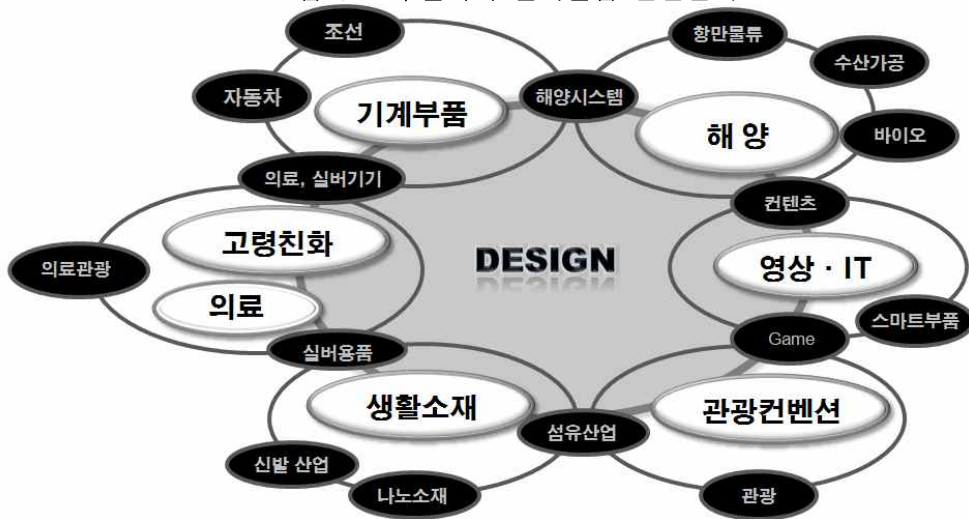 조선
항만물류
수산가공
자동차
해양시스템
기계부품
해 양
바이오
의료, 실버기기
컨텐츠
고령친화
DESIGN
영상 · IT
의료관광
의료
스마트부품
실버용품
Game
생활소재
관광컨벤션
섬유산업
신발 산업
나노소재
관광